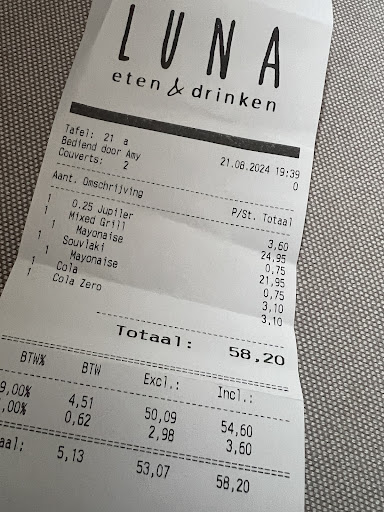 LUNA
eten & drinken
Tafel: 21 a
Bediend door Amy 21.08.2024 19:39
Couverts: 2 0
Aant. Omschrijving P/St. Totaal
1 0.25 Jupiler 3,60
1 Mixed Grill 24,95
1 Mayonaise 0,75
1 Souvlaki 21,95
1 Mayonaise 0,75
1 Cola 3,10
1 Cola Zero 3,10
Totaal: 58,20
BTW% BTW Excl.: Incl.:
9,00% 4,51 50,09 54,60
,00% 0,62 2,98 3,60
aal: 5,13 53,07 58,20